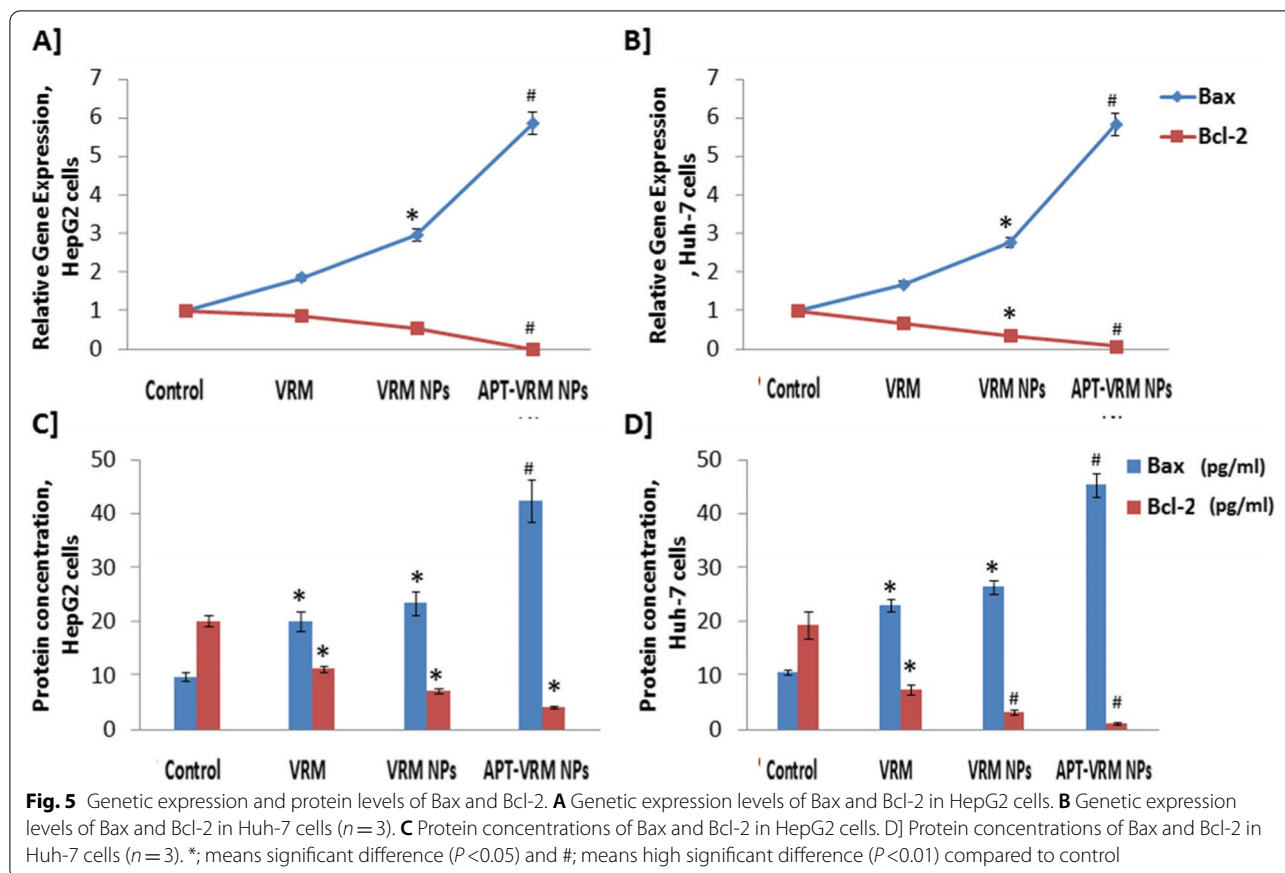 A]
Relative Gene Expression,
HepG2 cells
7
6
5
4
3
2
1
0
#
*
#
Control VRM VRM NPs APT-VRM NPs
B]
Relative Gene Expression
, Huh-7 cells
7
6
5
4
3
2
1
0
#
*
*
#
Control VRM VRM NPs APT-VRM NPs
Bax
Bcl-2
C]
Protein concentration,
HepG2 cells
50
40
30
20
10
0
#
*
*
*
*
*
Control VRM VRM NPs APT-VRM NPs
D]
Protein concentration,
Huh-7 cells
50
40
30
20
10
0
#
*
*
*
#
#
Control VRM VRM NPs APT-VRM NPs
Bax (pg/ml)
Bcl-2 (pg/ml)
Fig. 5 Genetic expression and protein levels of Bax and Bcl-2. A Genetic expression levels of Bax and Bcl-2 in HepG2 cells. B Genetic expression
levels of Bax and Bcl-2 in Huh-7 cells (n = 3). C Protein concentrations of Bax and Bcl-2 in HepG2 cells. D] Protein concentrations of Bax and Bcl-2 in
Huh-7 cells (n = 3). *; means significant difference (P <0.05) and #; means high significant difference (P <0.01) compared to control